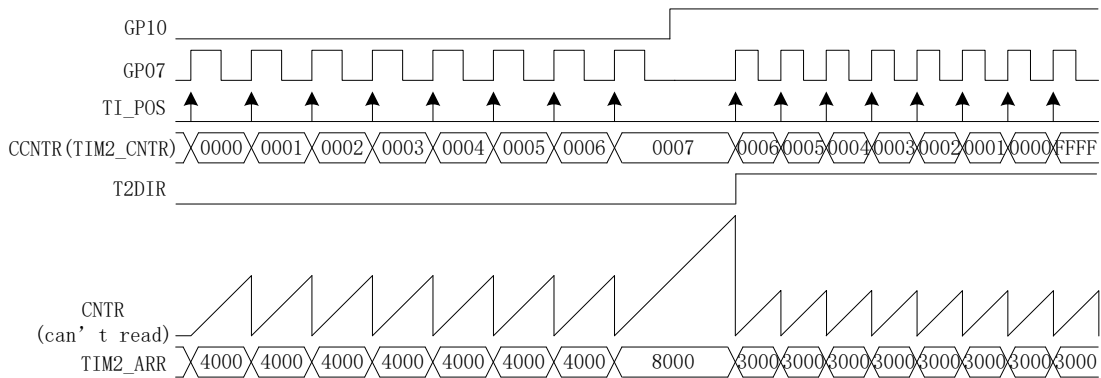 GP10
GP07
TI_POS
CCNTR(TIM2_CNTR) 0000 0001 0002 0003 0004 0005 0006 0007 0006 0005 0004 0003 0002 0001 0000 FFFF
T2DIR
CNTR
(can’t read)
TIM2_ARR 4000 4000 4000 4000 4000 4000 4000 8000 3000 3000 3000 3000 3000 3000 3000 3000